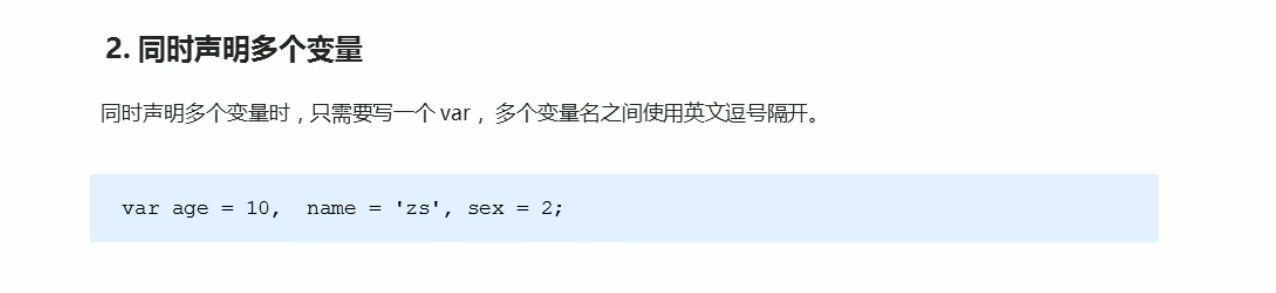 2. 同时声明多个变量
同时声明多个变量时，只需要写一个 var， 多个变量名之间使用英文逗号隔开。
var age = 10,  name = 'zs', sex = 2;